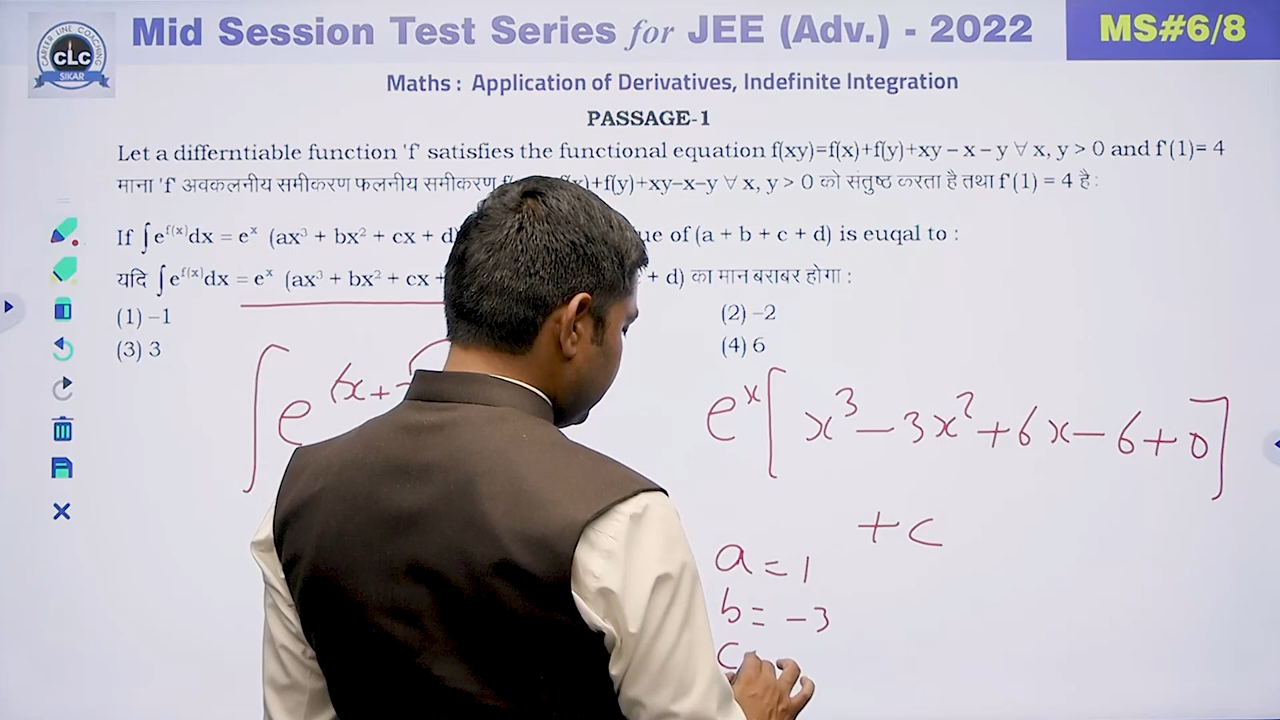 Mid Session Test Series for JEE (Adv.) - 2022
MS#6/8
CAREER LINE COACHING
CLC
SIKAR
Maths : Application of Derivatives, Indefinite Integration
PASSAGE-1
Let a differntiable function 'f' satisfies the functional equation f(xy)=f(x)+f(y)+xy – x – y ∀ x, y > 0 and f'(1)= 4
माना 'f' अवकलनीय समीकरण फलनीय समीकरण +f(y)+xy–x–y ∀ x, y > 0 को संतुष्ट करता है तथा f'(1) = 4 है :
If ∫e^{f(x)}dx = e^x (ax³ + bx² + cx + d) of (a + b + c + d) is euqal to :
यदि ∫e^{f(x)}dx = e^x (ax³ + bx² + cx + + d) का मान बराबर होगा :
(1) –1
(2) –2
(3) 3
(4) 6
∫ e^{(x+
e^x [x³ – 3x² + 6x – 6 + 0]
+ c
a = 1
b = – 3
c